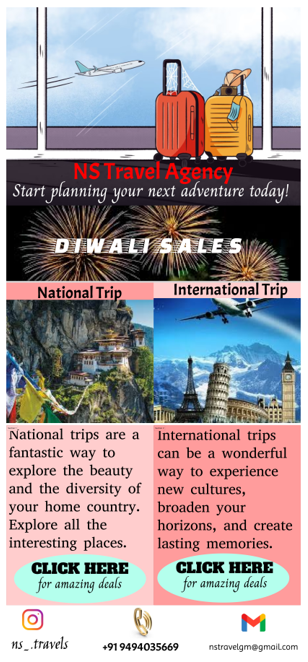 NS Travel Agency
Start planning your next adventure today!
DIWALI SALES
National Trip
International Trip
National trips are a
fantastic way to
explore the beauty
and the diversity of
your home country.
Explore all the
interesting places.
International trips
can be a wonderful
way to experience
new cultures,
broaden your
horizons, and create
lasting memories.
CLICK HERE
for amazing deals
CLICK HERE
for amazing deals
ns_.travels
+91 9494035669
nstravelgm@gmail.com